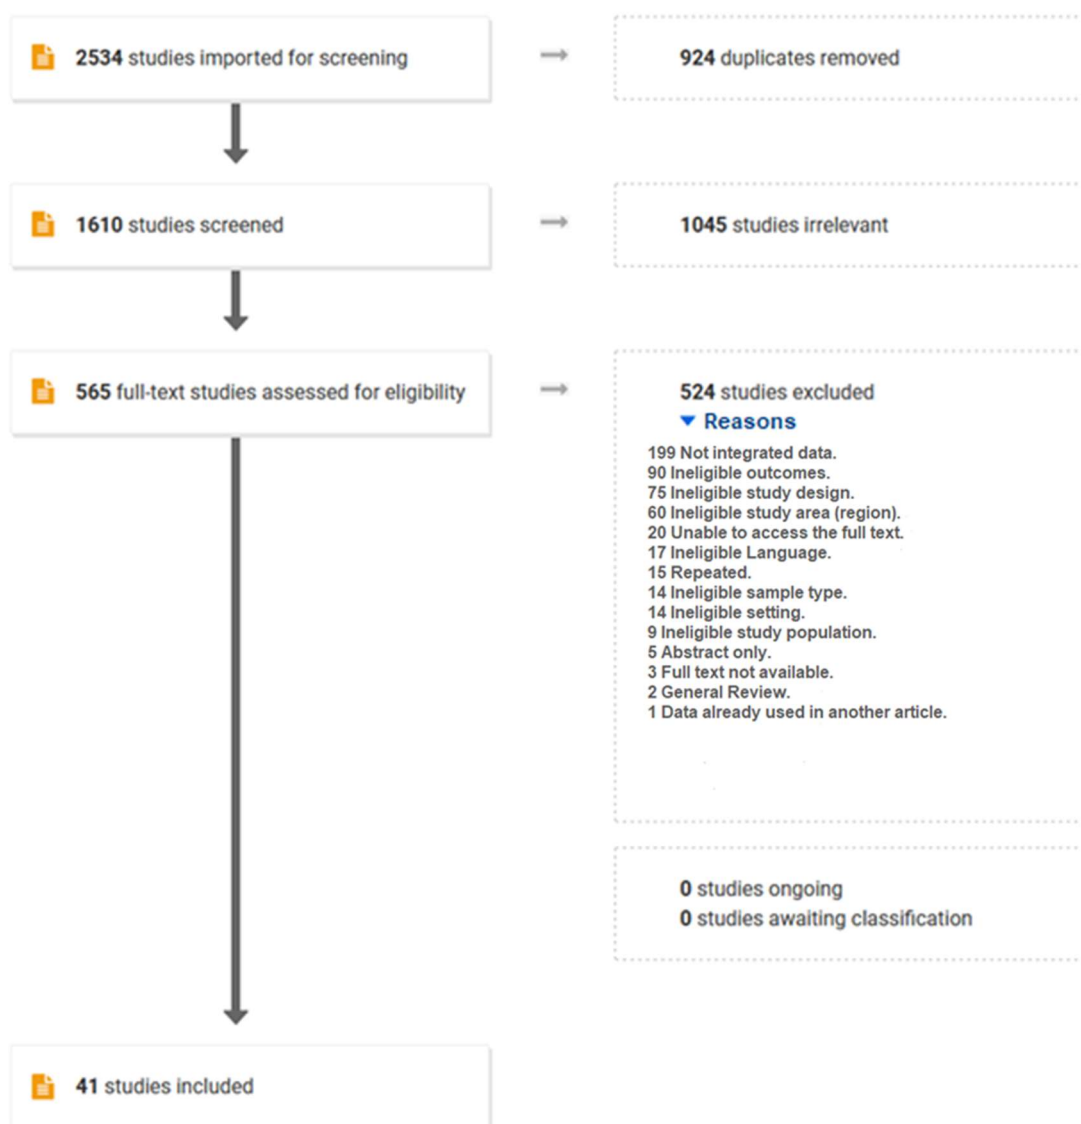 2534 studies imported for screening
924 duplicates removed
1610 studies screened
1045 studies irrelevant
565 full-text studies assessed for eligibility
524 studies excluded
Reasons
199 Not integrated data.
90 Ineligible outcomes.
75 Ineligible study design.
60 Ineligible study area (region).
20 Unable to access the full text.
17 Ineligible Language.
15 Repeated.
14 Ineligible sample type.
14 Ineligible setting.
9 Ineligible study population.
5 Abstract only.
3 Full text not available.
2 General Review.
1 Data already used in another article.
0 studies ongoing
0 studies awaiting classification
41 studies included